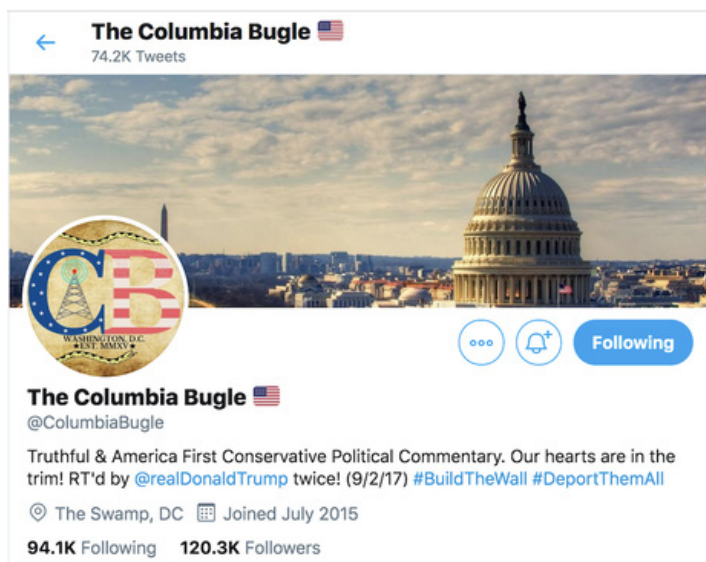 The Columbia Bugle 🇺🇸
74.2K Tweets
CB
WASHINGTON, D.C.
★EST. MMXV★
Following
The Columbia Bugle 🇺🇸
@ColumbiaBugle
Truthful & America First Conservative Political Commentary. Our hearts are in the
trim! RT'd by @realDonaldTrump twice! (9/2/17) #BuildTheWall #DeportThemAll
The Swamp, DC Joined July 2015
94.1K Following 120.3K Followers